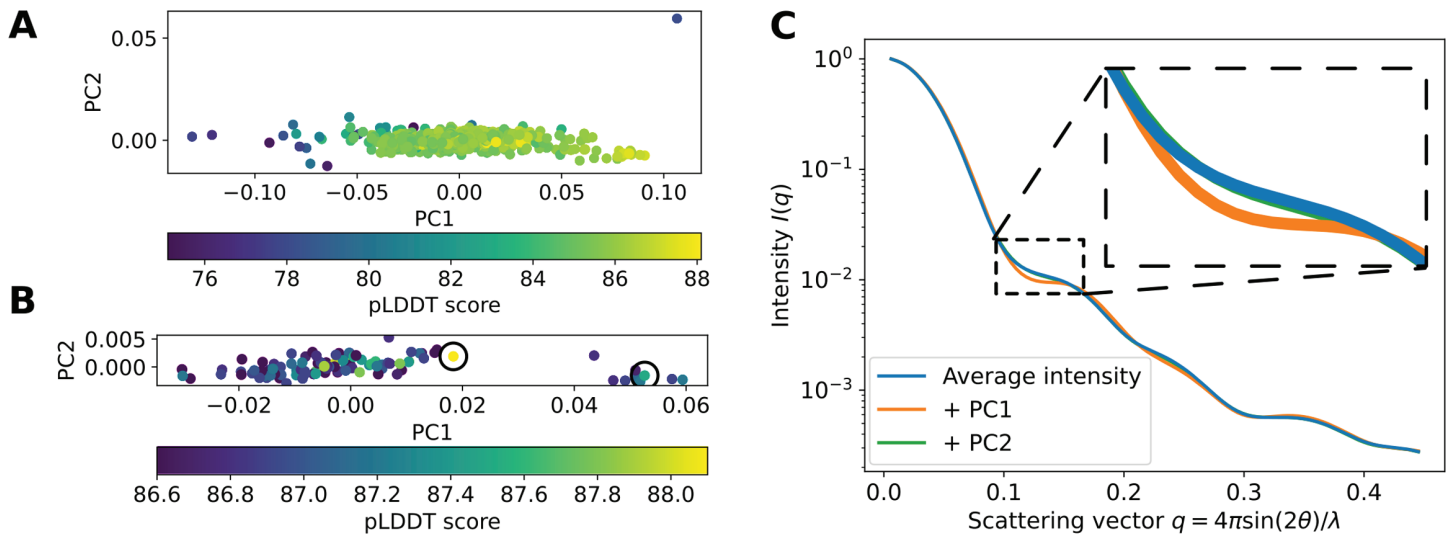 A
PC2
0.05
0.00
−0.10
−0.05
0.00
0.05
0.10
PC1
76
78
80
82
84
86
88
pLDDT score
B
PC2
0.005
0.000
−0.02
0.00
0.02
0.04
0.06
PC1
86.6
86.8
87.0
87.2
87.4
87.6
87.8
88.0
pLDDT score
C
Intensity I(q)
10⁰
10⁻¹
10⁻²
10⁻³
Average intensity
+ PC1
+ PC2
0.0
0.1
0.2
0.3
0.4
Scattering vector q = 4πsin(2θ)/λ